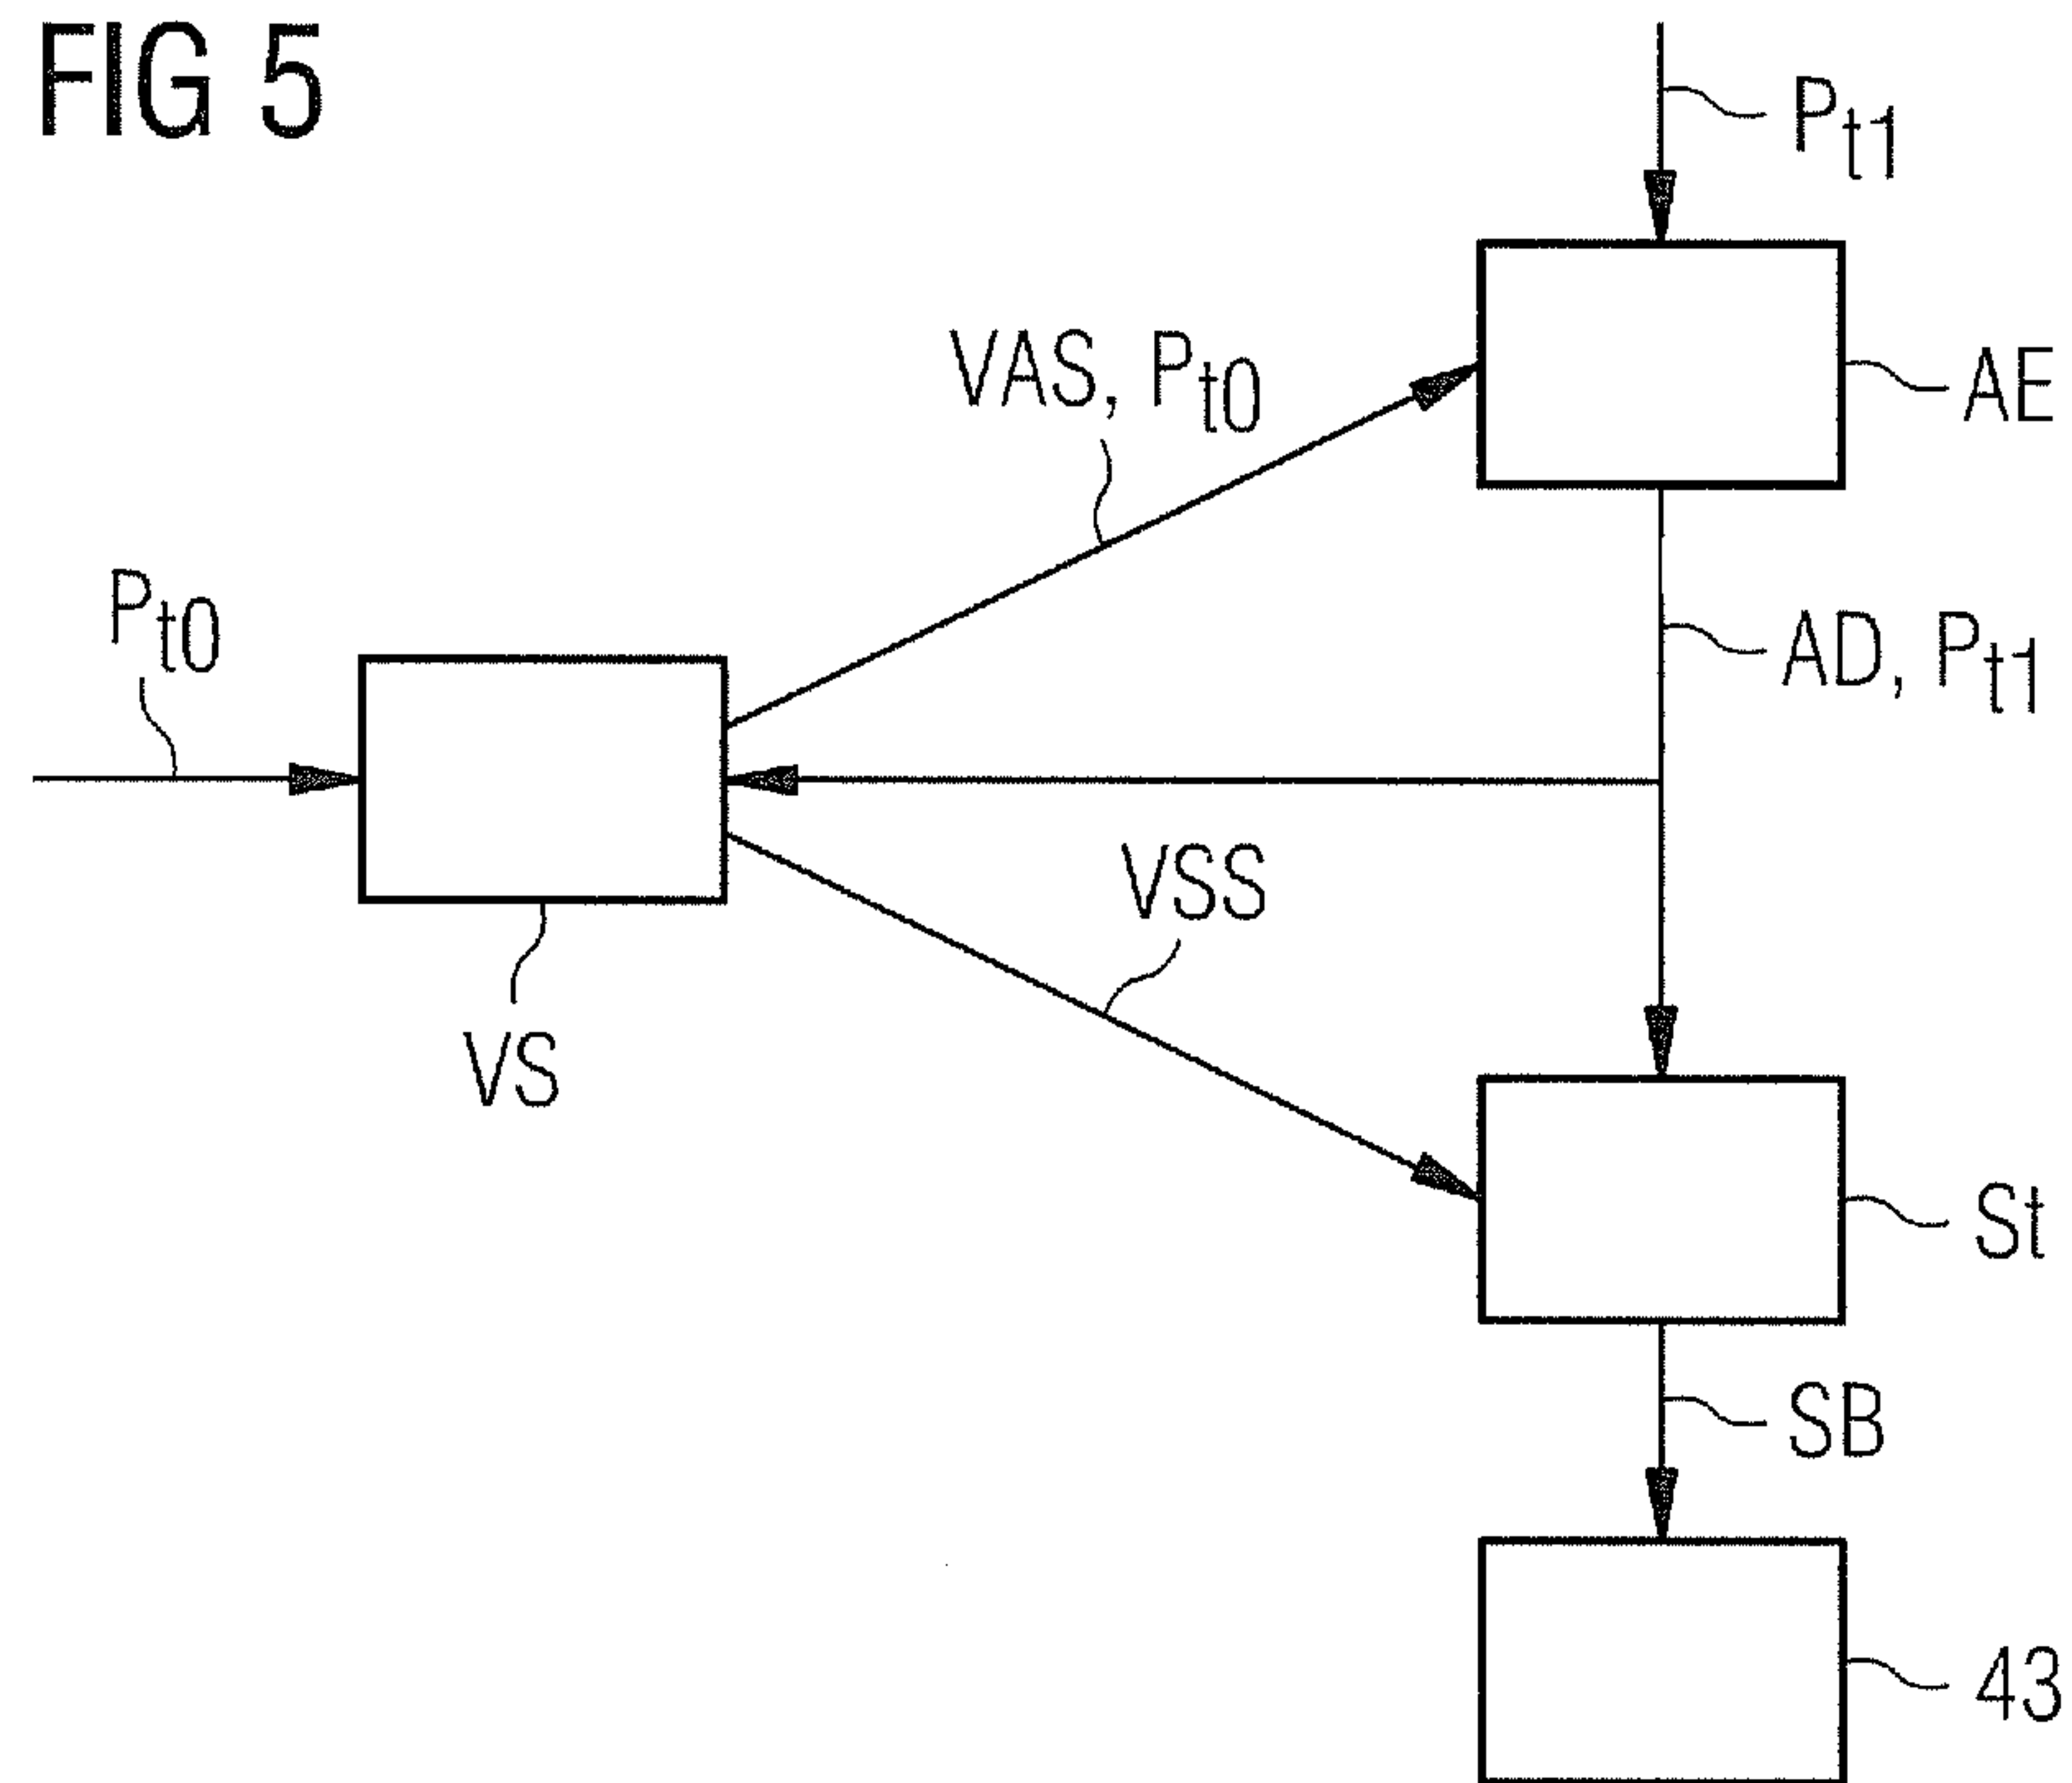 FIG 5
Pt1
VAS, Pt0
AE
Pt0
AD, Pt1
VSS
VS
St
SB
43